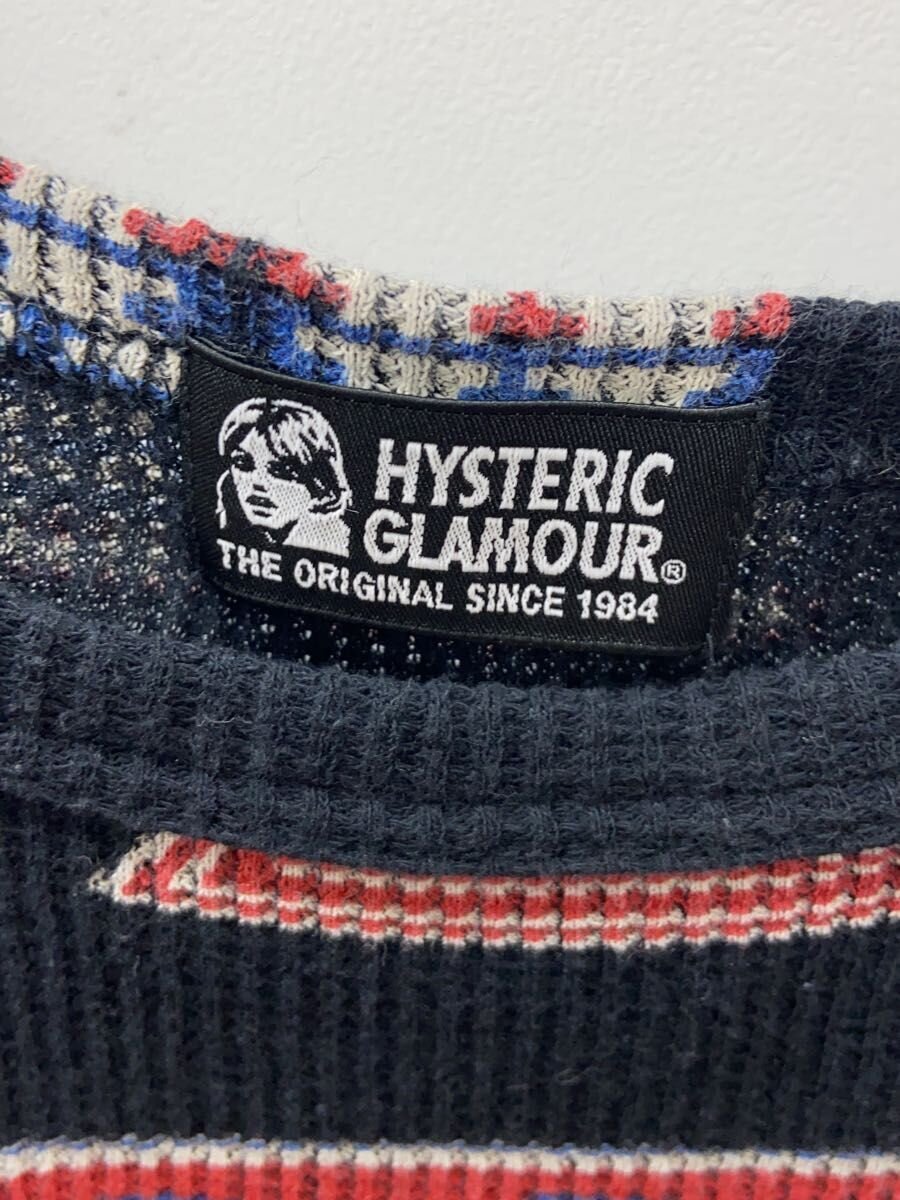 HYSTERIC
GLAMOUR®
THE ORIGINAL SINCE 1984